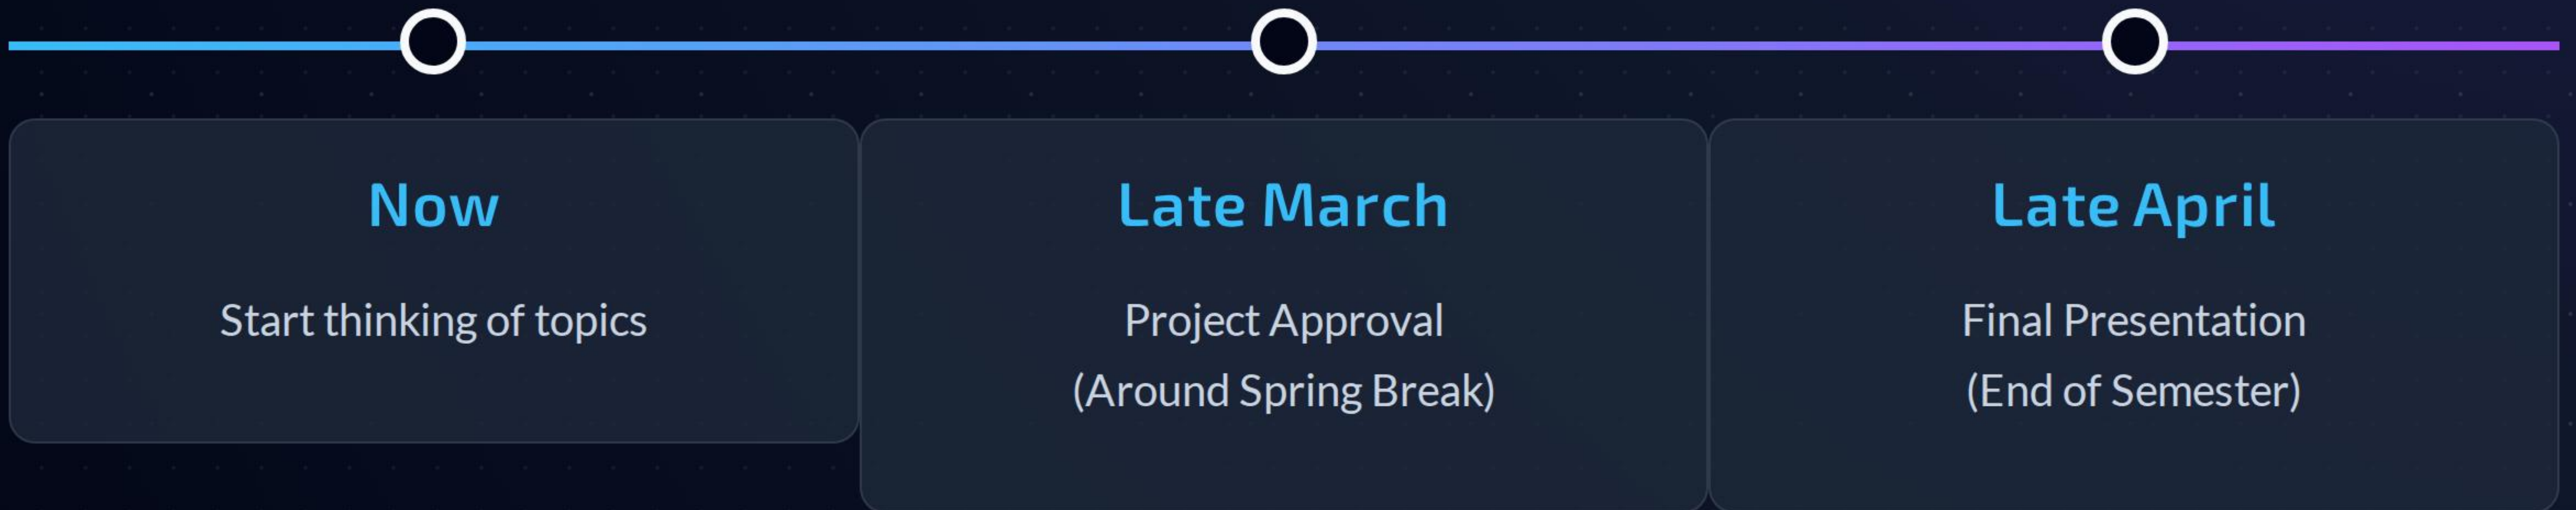 Now
Start thinking of topics
Late March
Project Approval
(Around Spring Break)
Late April
Final Presentation
(End of Semester)